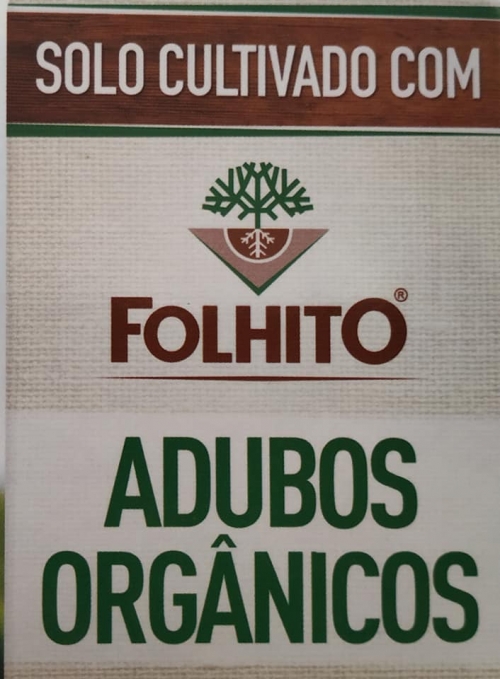 SOLO CULTIVADO COM
FOLHITO®
ADUBOS
ORGÂNICOS